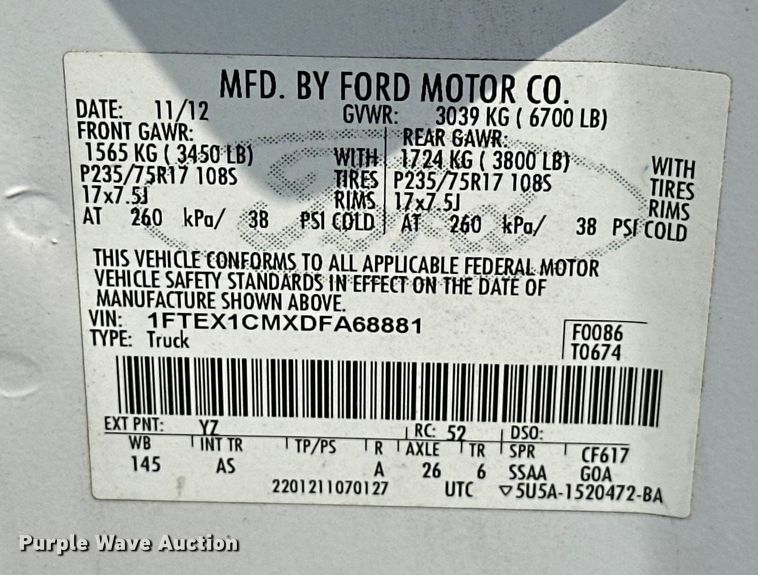 MFD. BY FORD MOTOR CO.
DATE: 11/12 GVWR: 3039 KG ( 6700 LB)
FRONT GAWR: REAR GAWR:
1565 KG ( 3450 LB) WITH 1724 KG ( 3800 LB) WITH
P235/75R17 108S TIRES P235/75R17 108S TIRES
17x7.5J RIMS 17x7.5J RIMS
AT 260 kPa/ 38 PSI COLD AT 260 kPa/ 38 PSI COLD
Ford
THIS VEHICLE CONFORMS TO ALL APPLICABLE FEDERAL MOTOR
VEHICLE SAFETY STANDARDS IN EFFECT ON THE DATE OF
MANUFACTURE SHOWN ABOVE.
VIN: 1FTEX1CMXDFA68881 F0086
TYPE: Truck T0674
EXT PNT: YZ RC: 52 DSO:
WB INT TR TP/PS R AXLE TR SPR CF617
145 AS A 26 6 SSAA GOA
2201211070127 UTC ▽5U5A-1520472-BA
Purple Wave Auction